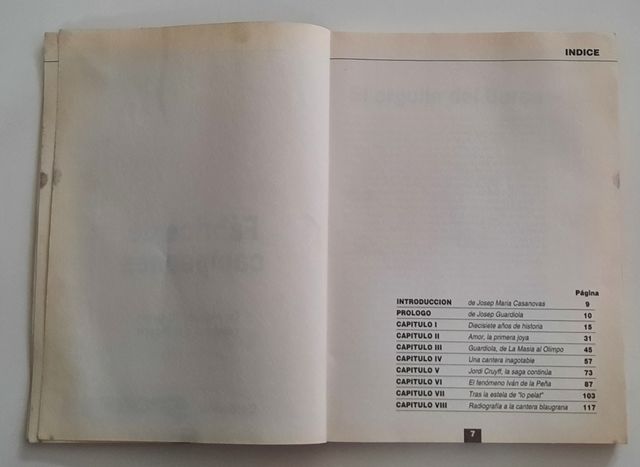 INDICE
Página
INTRODUCCION de Josep Maria Casanovas 9
PROLOGO de Josep Guardiola 10
CAPITULO I Diecisiete años de historia 15
CAPITULO II Amor, la primera joya 31
CAPITULO III Guardiola, de La Masia al Olimpo 45
CAPITULO IV Una cantera inagotable 57
CAPITULO V Jordi Cruyff, la saga continúa 73
CAPITULO VI El fenómeno Iván de la Peña 87
CAPITULO VII Tras la estela de "lo pelat" 103
CAPITULO VIII Radiografía a la cantera blaugrana 117
7